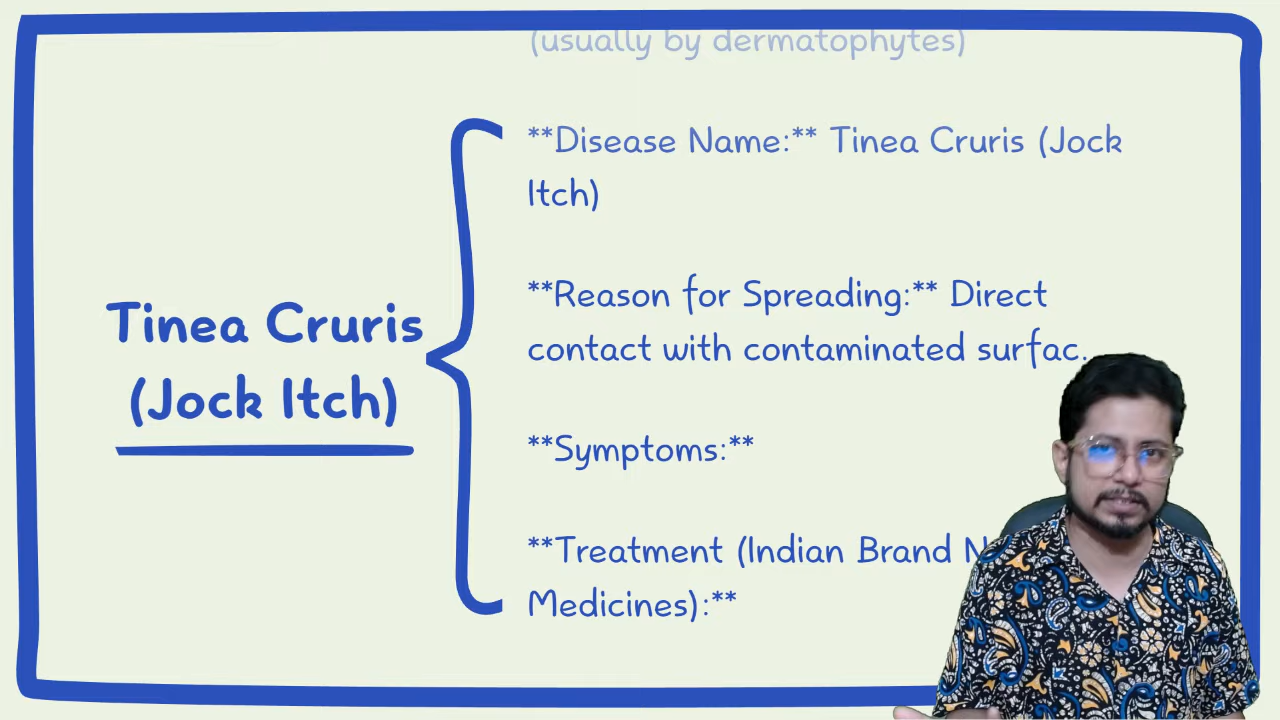 (usually by dermatophytes)
**Disease Name:** Tinea Cruris (Jock
Itch)
**Reason for Spreading:** Direct
contact with contaminated surfac.
**Symptoms:**
**Treatment (Indian Brand
Medicines):**
Tinea Cruris
(Jock Itch)